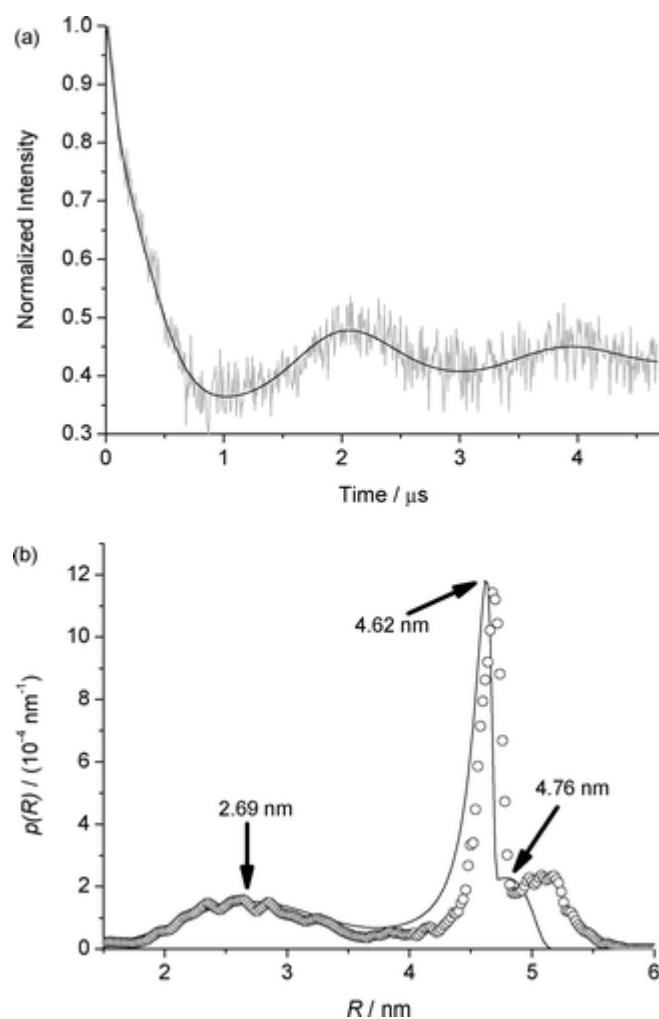 (a)
1.0
0.9
0.8
0.7
0.6
0.5
0.4
0.3
Normalized Intensity
0 1 2 3 4
Time / μs
(b)
12
10
8
6
4
2
0
p(R) / (10⁻⁴ nm⁻¹)
4.62 nm
2.69 nm
4.76 nm
2 3 4 5 6
R / nm